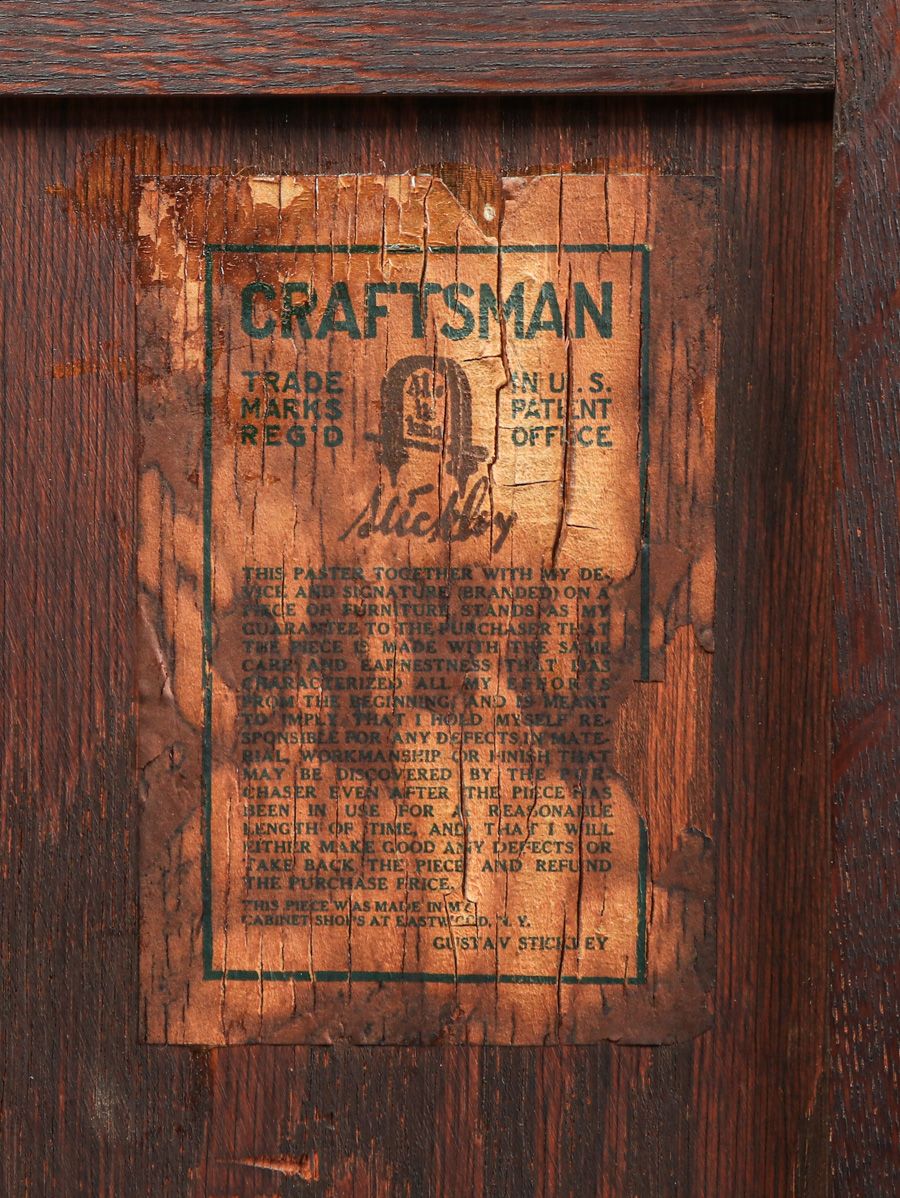 CRAFTSMAN
TRADE MARKS REG'D
IN U.S. PATENT OFFICE
Als ik kan
Stickley
THIS PASTER TOGETHER WITH MY DE-
VICE AND SIGNATURE (BRANDED) ON A
PIECE OF FURNITURE, STANDS AS MY
GUARANTEE TO THE PURCHASER THAT
THE PIECE IS MADE WITH THE SAME
CARE AND EARNESTNESS THAT HAS
CHARACTERIZED ALL MY EFFORTS
FROM THE BEGINNING, AND IS MEANT
TO IMPLY THAT I HOLD MYSELF RE-
SPONSIBLE FOR ANY DEFECTS IN MATE-
RIAL, WORKMANSHIP OR FINISH THAT
MAY BE DISCOVERED BY THE PUR-
CHASER EVEN AFTER THE PIECE HAS
BEEN IN USE FOR A REASONABLE
LENGTH OF TIME, AND THAT I WILL
EITHER MAKE GOOD ANY DEFECTS OR
TAKE BACK THE PIECE AND REFUND
THE PURCHASE PRICE.
THIS PIECE WAS MADE IN MY
CABINET SHOPS AT EASTWOOD, N. Y.
GUSTAV STICKLEY